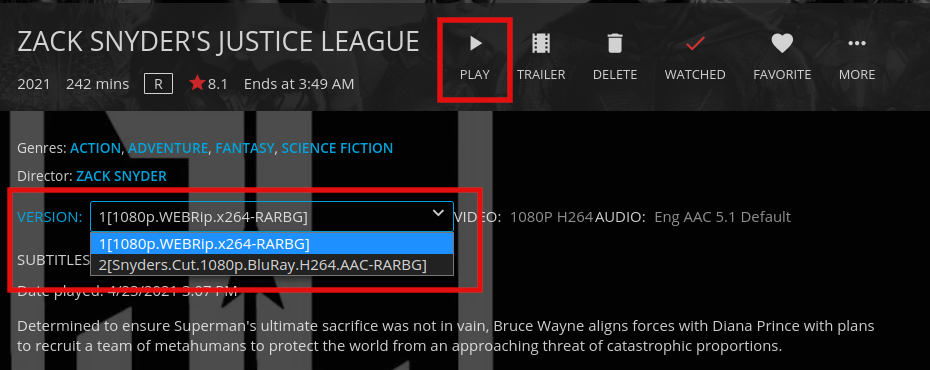 ZACK SNYDER'S JUSTICE LEAGUE
2021 242 mins R 8.1 Ends at 3:49 AM
PLAY TRAILER DELETE WATCHED FAVORITE MORE
Genres: ACTION, ADVENTURE, FANTASY, SCIENCE FICTION
Director: ZACK SNYDER
VERSION: 1[1080p.WEBRip.x264-RARBG] VIDEO: 1080P H264 AUDIO: Eng AAC 5.1 Default
1[1080p.WEBRip.x264-RARBG]
SUBTITLES 2[Snyders.Cut.1080p.BluRay.H264.AAC-RARBG]
Date played: 4/23/2021 3:07 PM
Determined to ensure Superman's ultimate sacrifice was not in vain, Bruce Wayne aligns forces with Diana Prince with plans
to recruit a team of metahumans to protect the world from an approaching threat of catastrophic proportions.